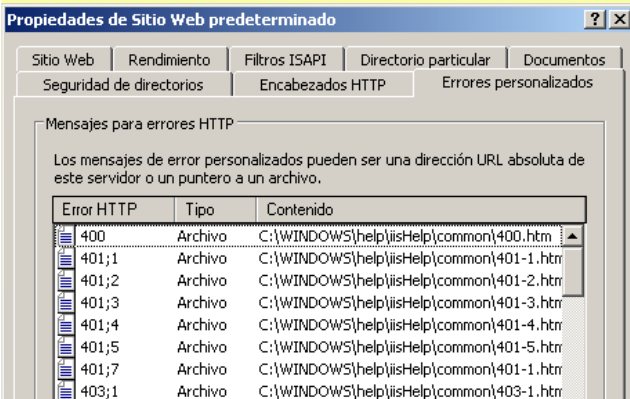 Propiedades de Sitio Web predeterminado
Sitio Web Rendimiento Filtros ISAPI Directorio particular Documentos
Seguridad de directorios Encabezados HTTP Errores personalizados
Mensajes para errores HTTP
Los mensajes de error personalizados pueden ser una dirección URL absoluta de
este servidor o un puntero a un archivo.
Error HTTP Tipo Contenido
400 Archivo C:\WINDOWS\help\iisHelp\common\400.htm
401;1 Archivo C:\WINDOWS\help\iisHelp\common\401-1.htm
401;2 Archivo C:\WINDOWS\help\iisHelp\common\401-2.htm
401;3 Archivo C:\WINDOWS\help\iisHelp\common\401-3.htm
401;4 Archivo C:\WINDOWS\help\iisHelp\common\401-4.htm
401;5 Archivo C:\WINDOWS\help\iisHelp\common\401-5.htm
401;7 Archivo C:\WINDOWS\help\iisHelp\common\401-1.htm
403;1 Archivo C:\WINDOWS\help\iisHelp\common\403-1.htm